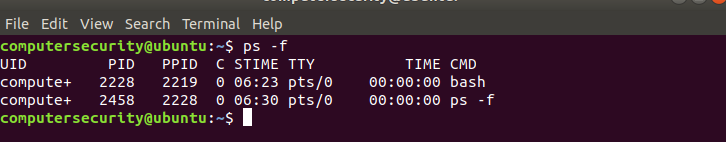 File Edit View Search Terminal Help
computersecurity@ubuntu:~$ ps -f
UID PID PPID C STIME TTY TIME CMD
compute+ 2228 2219 0 06:23 pts/0 00:00:00 bash
compute+ 2458 2228 0 06:30 pts/0 00:00:00 ps -f
computersecurity@ubuntu:~$